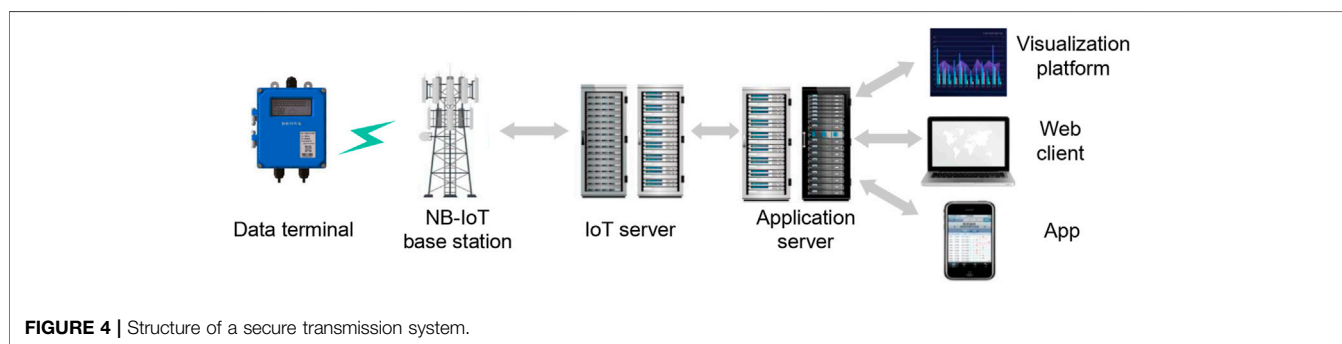 Visualization
platform
Web
client
App
Data terminal
NB-IoT
base station
IoT server
Application
server
FIGURE 4 | Structure of a secure transmission system.